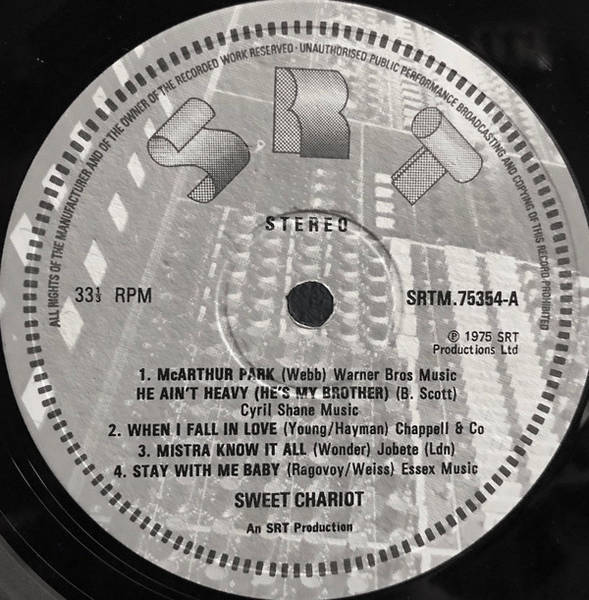 ALL RIGHTS OF THE MANUFACTURER AND OF THE OWNER OF THE RECORDED WORK RESERVED · UNAUTHORISED PUBLIC PERFORMANCE BROADCASTING AND COPYING OF THIS RECORD PROHIBITED
SRT
STEREO
33⅓ RPM
SRTM.75354-A
℗ 1975 SRT
Productions Ltd
1. McARTHUR PARK (Webb) Warner Bros Music
HE AIN'T HEAVY (HE'S MY BROTHER) (B. Scott)
Cyril Shane Music
2. WHEN I FALL IN LOVE (Young/Hayman) Chappell & Co
3. MISTRA KNOW IT ALL (Wonder) Jobete (Ldn)
4. STAY WITH ME BABY (Ragovoy/Weiss) Essex Music
SWEET CHARIOT
An SRT Production